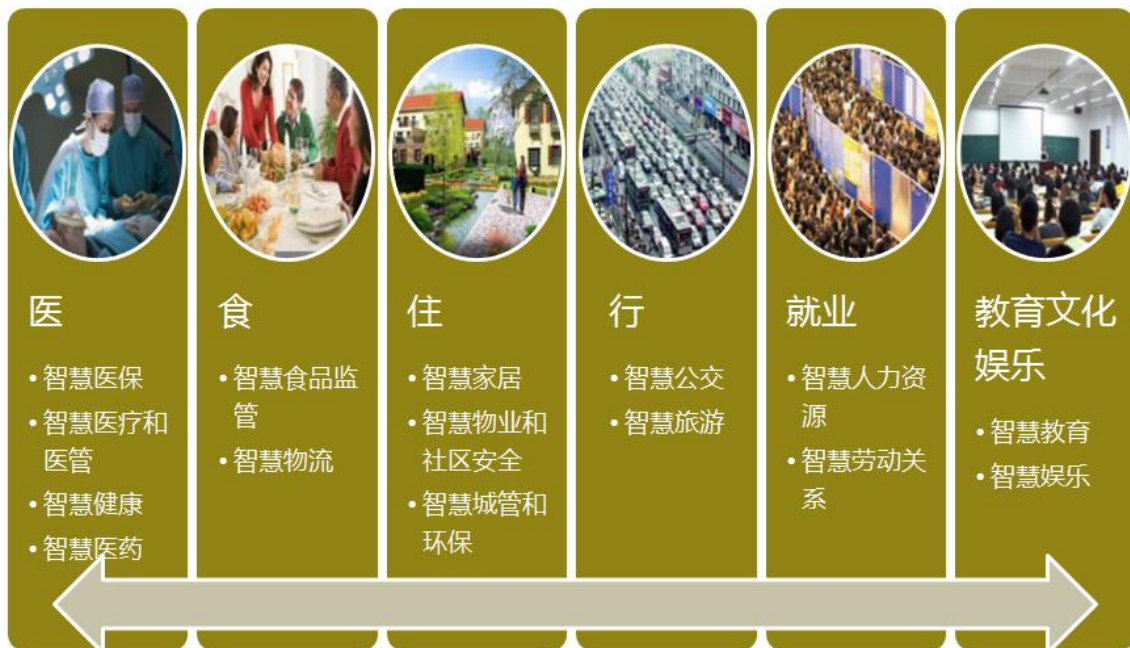 医
• 智慧医保
• 智慧医疗和
医管
• 智慧健康
• 智慧医药
食
• 智慧食品监
管
• 智慧物流
住
• 智慧家居
• 智慧物业和
社区安全
• 智慧城管和
环保
行
• 智慧公交
• 智慧旅游
就业
• 智慧人力资
源
• 智慧劳动关
系
教育文化
娱乐
• 智慧教育
• 智慧娱乐